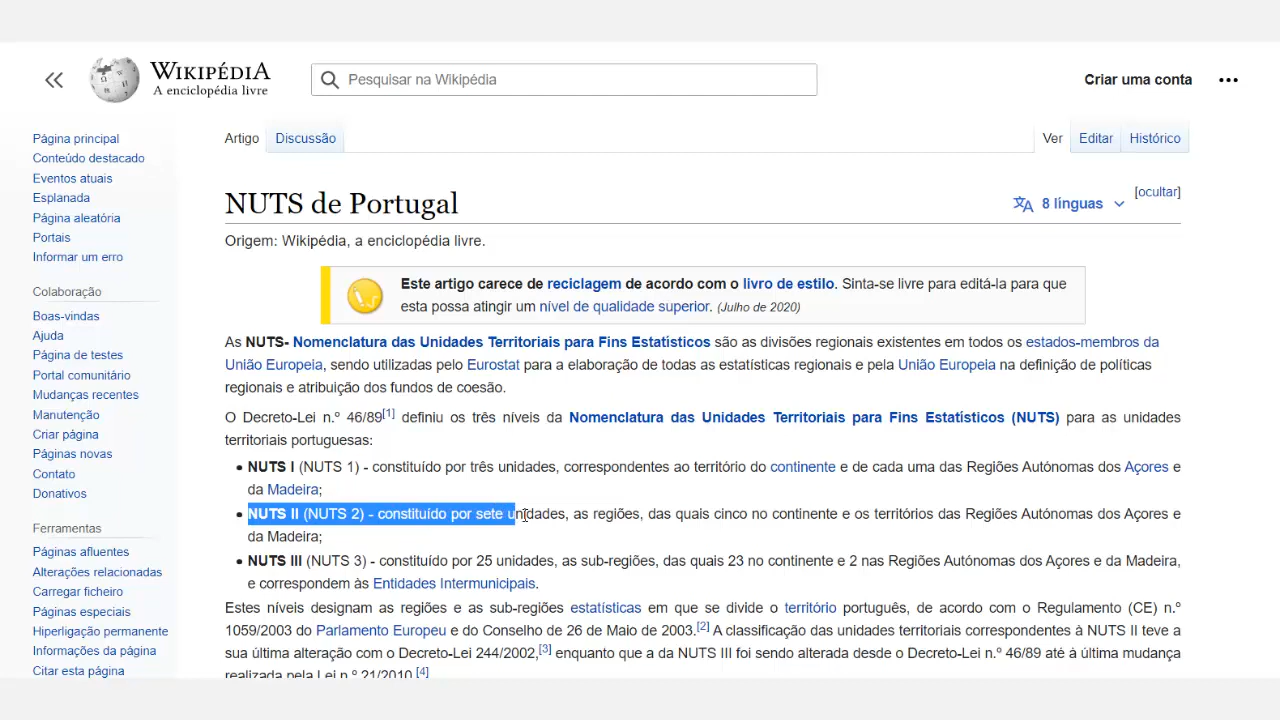 WIKIPÉDIA
A enciclopédia livre
Pesquisar na Wikipédia
Criar uma conta
Página principal
Conteúdo destacado
Eventos atuais
Esplanada
Página aleatória
Portais
Informar um erro
Colaboração
Boas-vindas
Ajuda
Página de testes
Portal comunitário
Mudanças recentes
Manutenção
Criar página
Páginas novas
Contato
Donativos
Ferramentas
Páginas afluentes
Alterações relacionadas
Carregar ficheiro
Páginas especiais
Hiperligação permanente
Informações da página
Citar esta página
Artigo Discussão Ver Editar Histórico
[ocultar]
NUTS de Portugal 8 línguas
Origem: Wikipédia, a enciclopédia livre.
Este artigo carece de reciclagem de acordo com o livro de estilo. Sinta-se livre para editá-la para que
esta possa atingir um nível de qualidade superior. (Julho de 2020)
As NUTS- Nomenclatura das Unidades Territoriais para Fins Estatísticos são as divisões regionais existentes em todos os estados-membros da
União Europeia, sendo utilizadas pelo Eurostat para a elaboração de todas as estatísticas regionais e pela União Europeia na definição de políticas
regionais e atribuição dos fundos de coesão.
O Decreto-Lei n.º 46/89[1] definiu os três níveis da Nomenclatura das Unidades Territoriais para Fins Estatísticos (NUTS) para as unidades
territoriais portuguesas:
• NUTS I (NUTS 1) - constituído por três unidades, correspondentes ao território do continente e de cada uma das Regiões Autónomas dos Açores e
da Madeira;
• NUTS II (NUTS 2) - constituído por sete unidades, as regiões, das quais cinco no continente e os territórios das Regiões Autónomas dos Açores e
da Madeira;
• NUTS III (NUTS 3) - constituído por 25 unidades, as sub-regiões, das quais 23 no continente e 2 nas Regiões Autónomas dos Açores e da Madeira,
e correspondem às Entidades Intermunicipais.
Estes níveis designam as regiões e as sub-regiões estatísticas em que se divide o território português, de acordo com o Regulamento (CE) n.º
1059/2003 do Parlamento Europeu e do Conselho de 26 de Maio de 2003.[2] A classificação das unidades territoriais correspondentes à NUTS II teve a
sua última alteração com o Decreto-Lei 244/2002,[3] enquanto que a da NUTS III foi sendo alterada desde o Decreto-Lei n.º 46/89 até à última mudança
realizada pela Lei n.º 21/2010.[4]